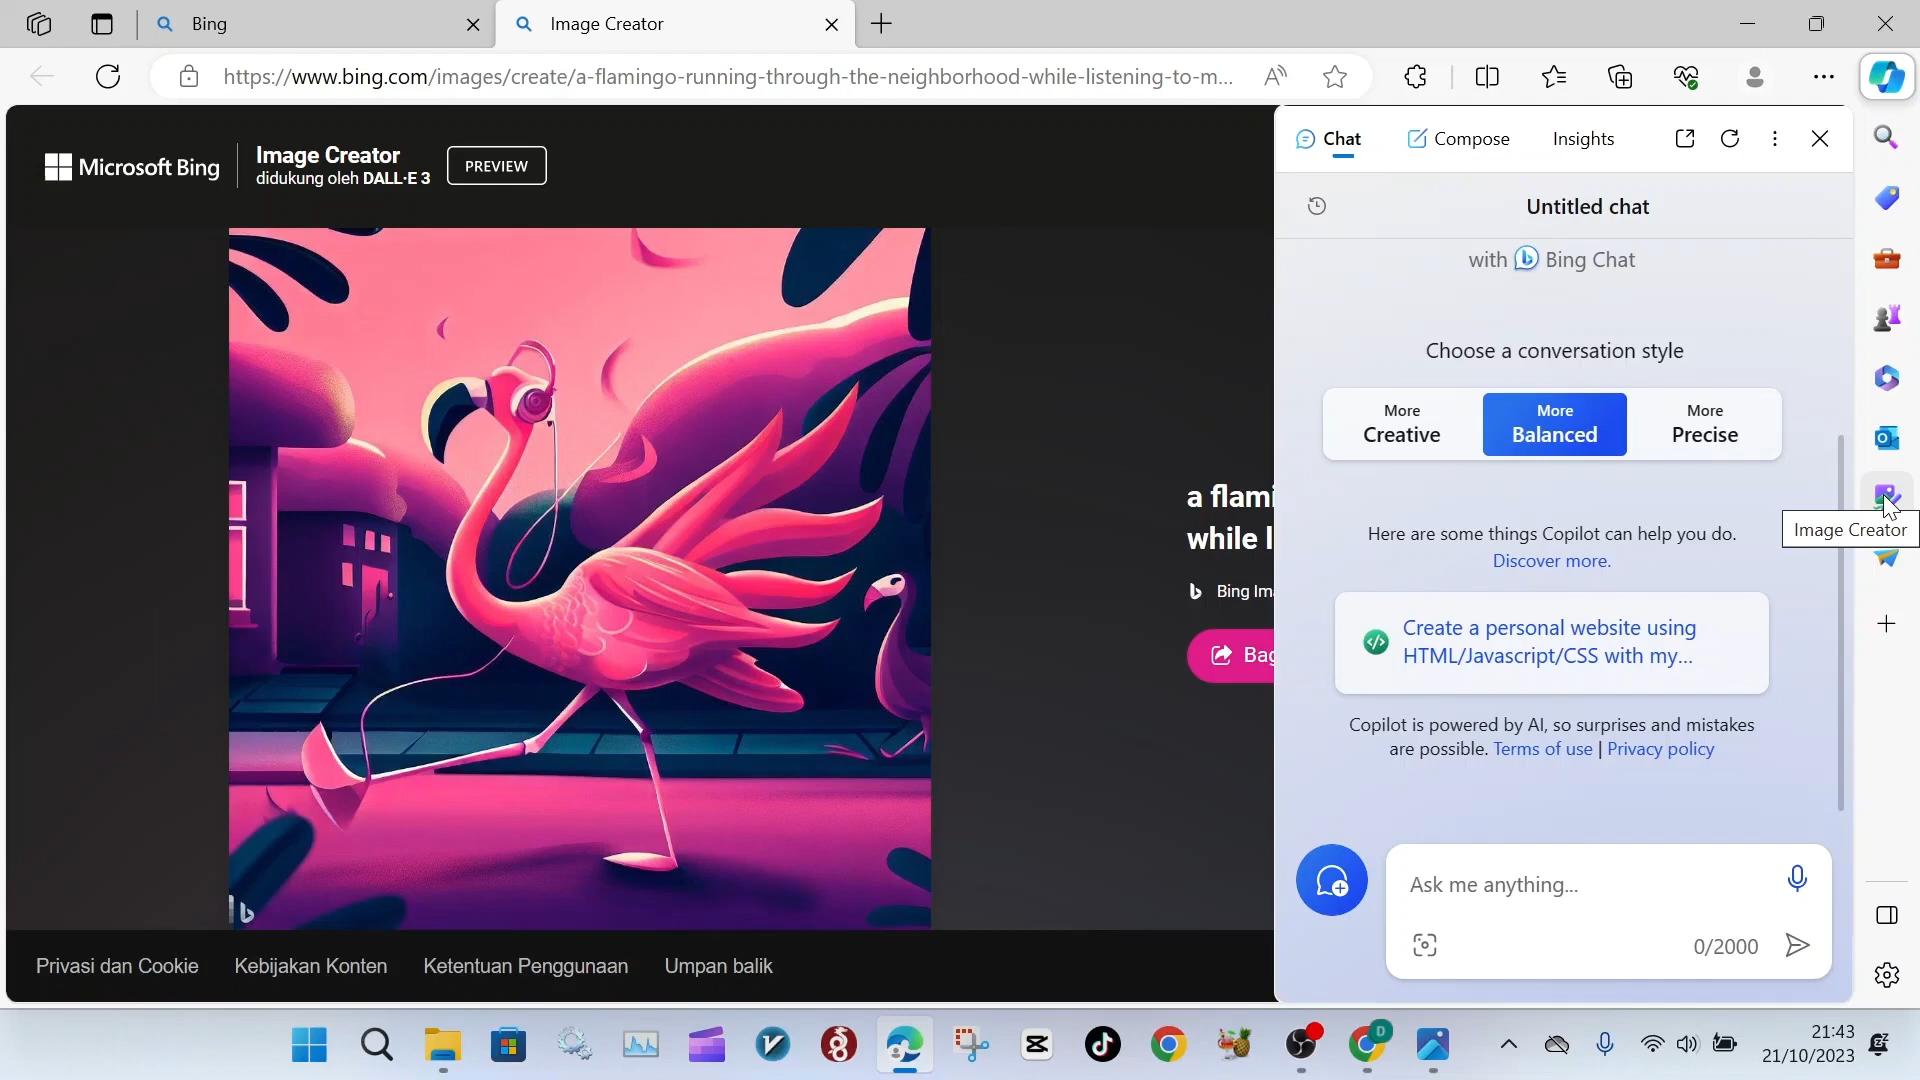 Bing
Image Creator
https://www.bing.com/images/create/a-flamingo-running-through-the-neighborhood-while-listening-to-m...
Microsoft Bing
Image Creator
didukung oleh DALL·E 3
PREVIEW
a flami
while l
Bing Im
Bag
Privasi dan Cookie
Kebijakan Konten
Ketentuan Penggunaan
Umpan balik
Chat
Compose
Insights
Untitled chat
with Bing Chat
Choose a conversation style
More
Creative
More
Balanced
More
Precise
Here are some things Copilot can help you do.
Discover more.
Create a personal website using
HTML/Javascript/CSS with my...
Copilot is powered by AI, so surprises and mistakes
are possible. Terms of use | Privacy policy
Ask me anything...
0/2000
Image Creator
21:43
21/10/2023